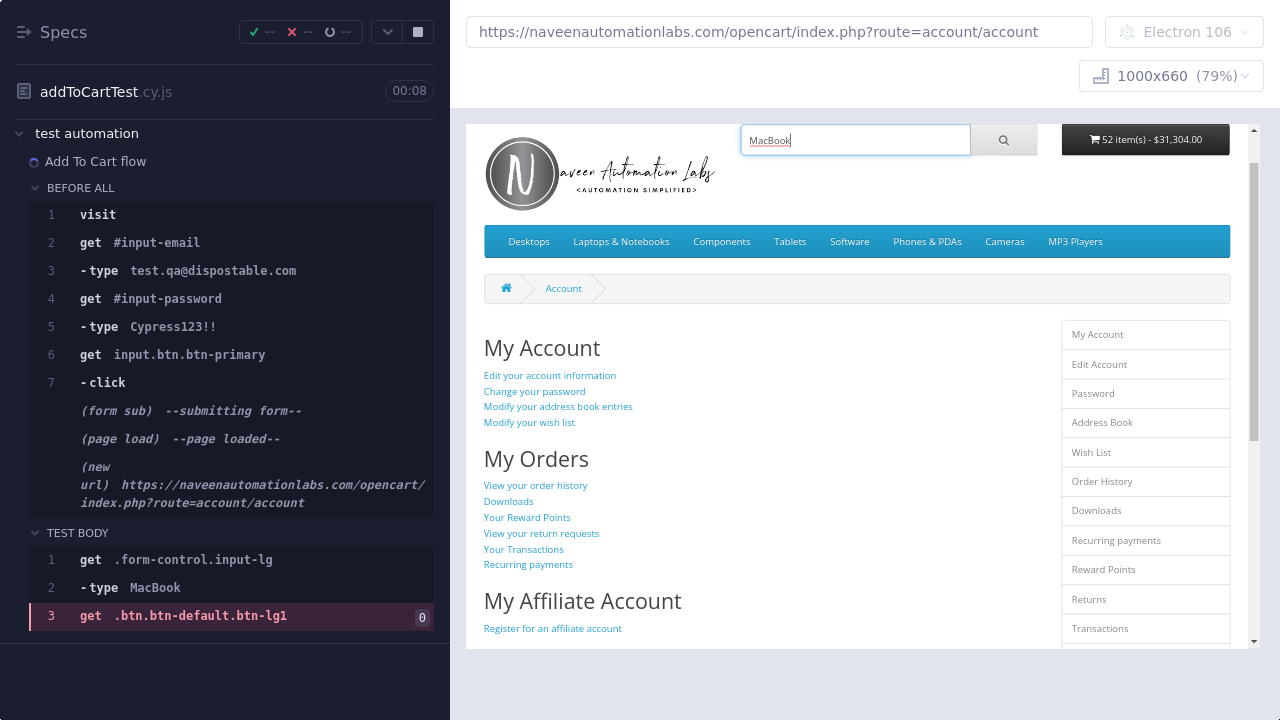 Specs
-- -- --
addToCartTest.cy.js
00:08
test automation
Add To Cart flow
BEFORE ALL
1 visit
2 get #input-email
3 -type test.qa@dispostable.com
4 get #input-password
5 -type Cypress123!!
6 get input.btn.btn-primary
7 -click
(form sub) --submitting form--
(page load) --page loaded--
(new
url) https://naveenautomationlabs.com/opencart/
index.php?route=account/account
TEST BODY
1 get .form-control.input-lg
2 -type MacBook
3 get .btn.btn-default.btn-lg1 0
https://naveenautomationlabs.com/opencart/index.php?route=account/account
Electron 106
1000x660 (79%)
N
aveen Automation Labs
<AUTOMATION SIMPLIFIED>
MacBook
52 item(s) - $31,304.00
Desktops Laptops & Notebooks Components Tablets Software Phones & PDAs Cameras MP3 Players
Account
My Account
Edit your account information
Change your password
Modify your address book entries
Modify your wish list
My Orders
View your order history
Downloads
Your Reward Points
View your return requests
Your Transactions
Recurring payments
My Affiliate Account
Register for an affiliate account
My Account
Edit Account
Password
Address Book
Wish List
Order History
Downloads
Recurring payments
Reward Points
Returns
Transactions